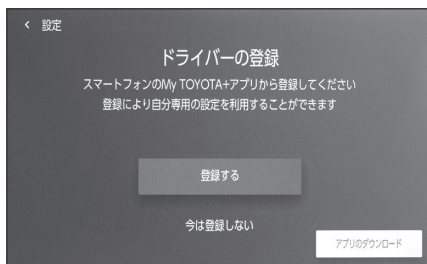 < 設定
ドライバーの登録
スマートフォンのMy TOYOTA+アプリから登録してください
登録により自分専用の設定を利用することができます
登録する
今は登録しない
アプリのダウンロード